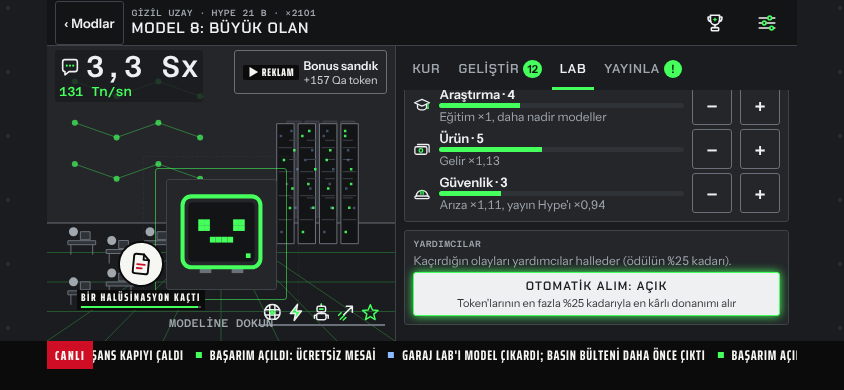 ‹ Modlar
GİZİL UZAY · HYPE 21 B · ×2101
MODEL 8: BÜYÜK OLAN
3,3 Sx
131 Tn/sn
REKLAM
Bonus sandık
+157 Qa token
BİR HALÜSİNASYON KAÇTI
MODELİNE DOKUN
KUR GELİŞTİR 12 LAB YAYINLA !
Araştırma · 4
Eğitim ×1, daha nadir modeller
− +
Ürün · 5
Gelir ×1,13
− +
Güvenlik · 3
Arıza ×1,11, yayın Hype'ı ×0,94
− +
YARDIMCILAR
Kaçırdığın olayları yardımcılar halleder (ödülün %25 kadarı).
OTOMATİK ALIM: AÇIK
Token'larının en fazla %25 kadarıyla en kârlı donanımı alır
CANLI ŞANS KAPIYI ÇALDI BAŞARIM AÇILDI: ÜCRETSİZ MESAİ GARAJ LAB'I MODEL ÇIKARDI; BASIN BÜLTENİ DAHA ÖNCE ÇIKTI BAŞARIM AÇI